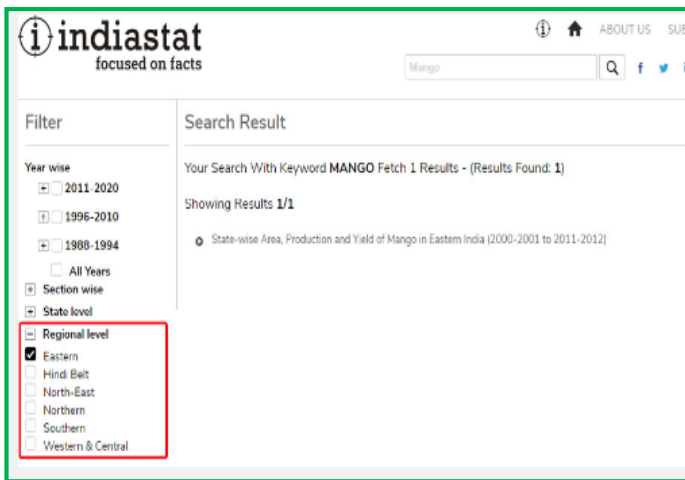 indiastat
focused on facts
ABOUT US
Mango
f
Filter
Search Result
Year wise
2011-2020
1996-2010
1988-1994
All Years
Section wise
State level
Regional level
Eastern
Hindi Belt
North-East
Northern
Southern
Western & Central
Your Search With Keyword MANGO Fetch 1 Results - (Results Found: 1)
Showing Results 1/1
State-wise Area, Production and Yield of Mango in Eastern India (2000-2001 to 2011-2012)